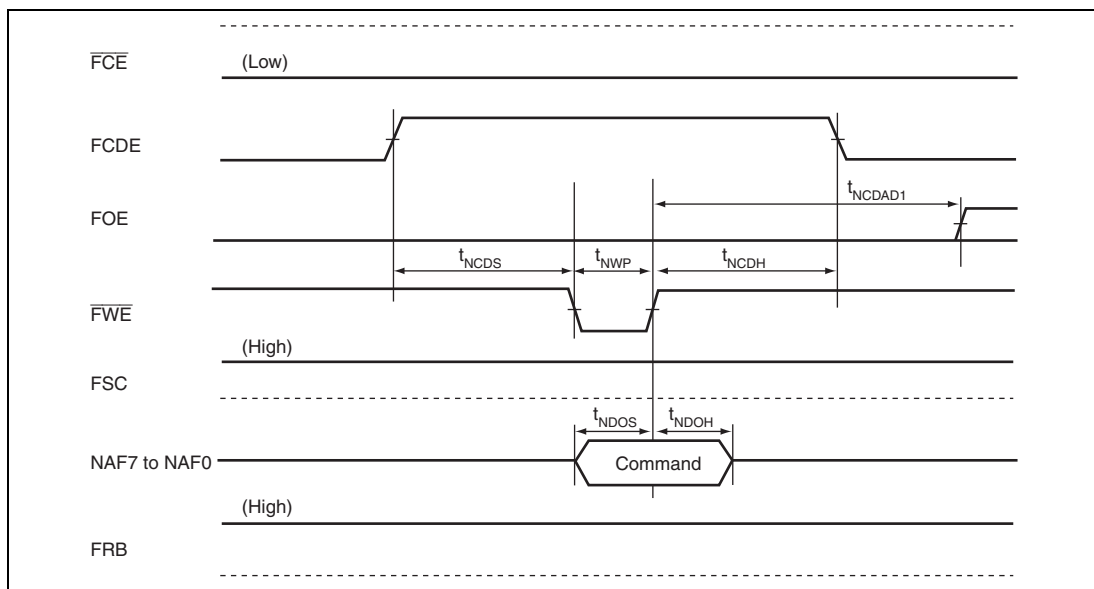 FCE
(Low)
FCDE
tNCDAD1
FOE
tNCDS
tNWP
tNCDH
FWE
(High)
FSC
tNDOS
tNDOH
NAF7 to NAF0
Command
(High)
FRB